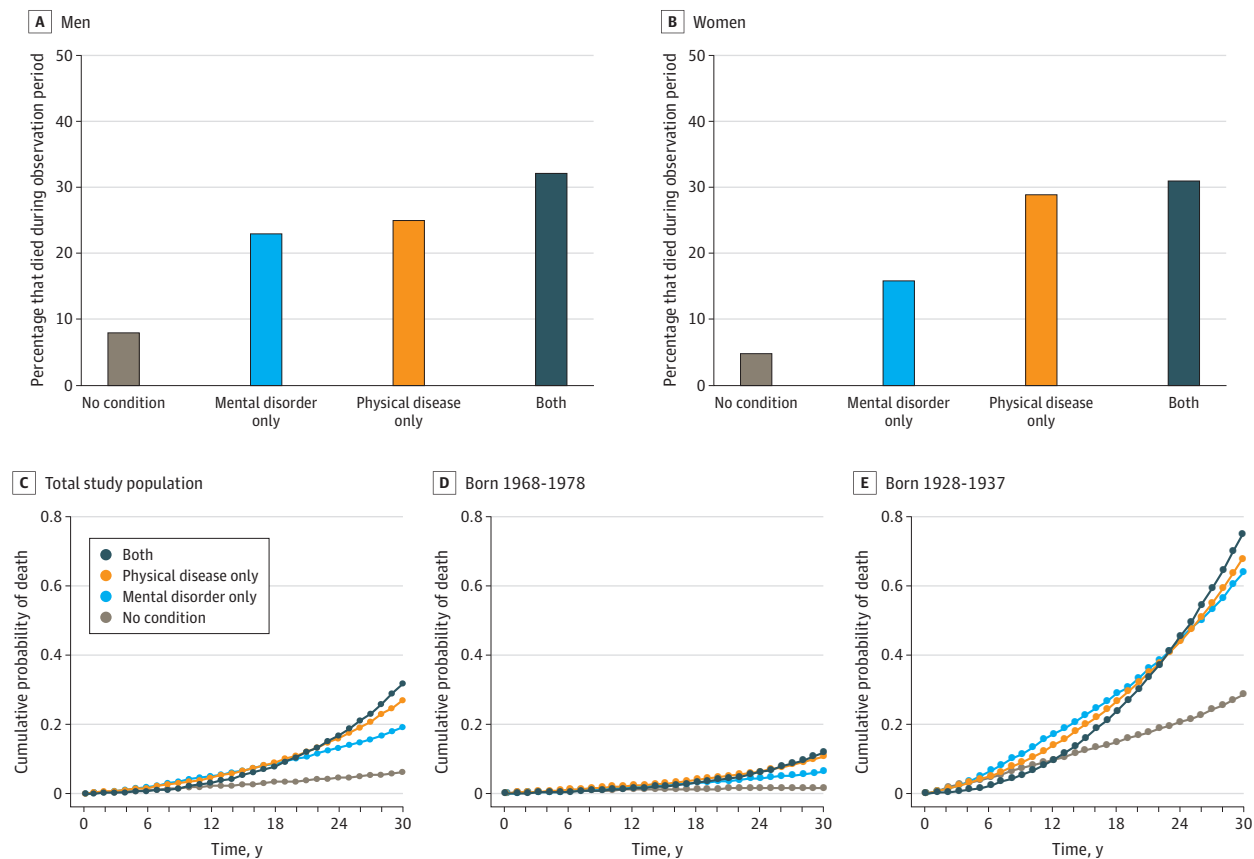 A Men
Percentage that died during observation period
50
40
30
20
10
0
No condition
Mental disorder
only
Physical disease
only
Both
B Women
Percentage that died during observation period
50
40
30
20
10
0
No condition
Mental disorder
only
Physical disease
only
Both
C Total study population
Cumulative probability of death
0.8
0.6
0.4
0.2
0
Both
Physical disease only
Mental disorder only
No condition
0 6 12 18 24 30
Time, y
D Born 1968-1978
Cumulative probability of death
0.8
0.6
0.4
0.2
0
0 6 12 18 24 30
Time, y
E Born 1928-1937
Cumulative probability of death
0.8
0.6
0.4
0.2
0
0 6 12 18 24 30
Time, y